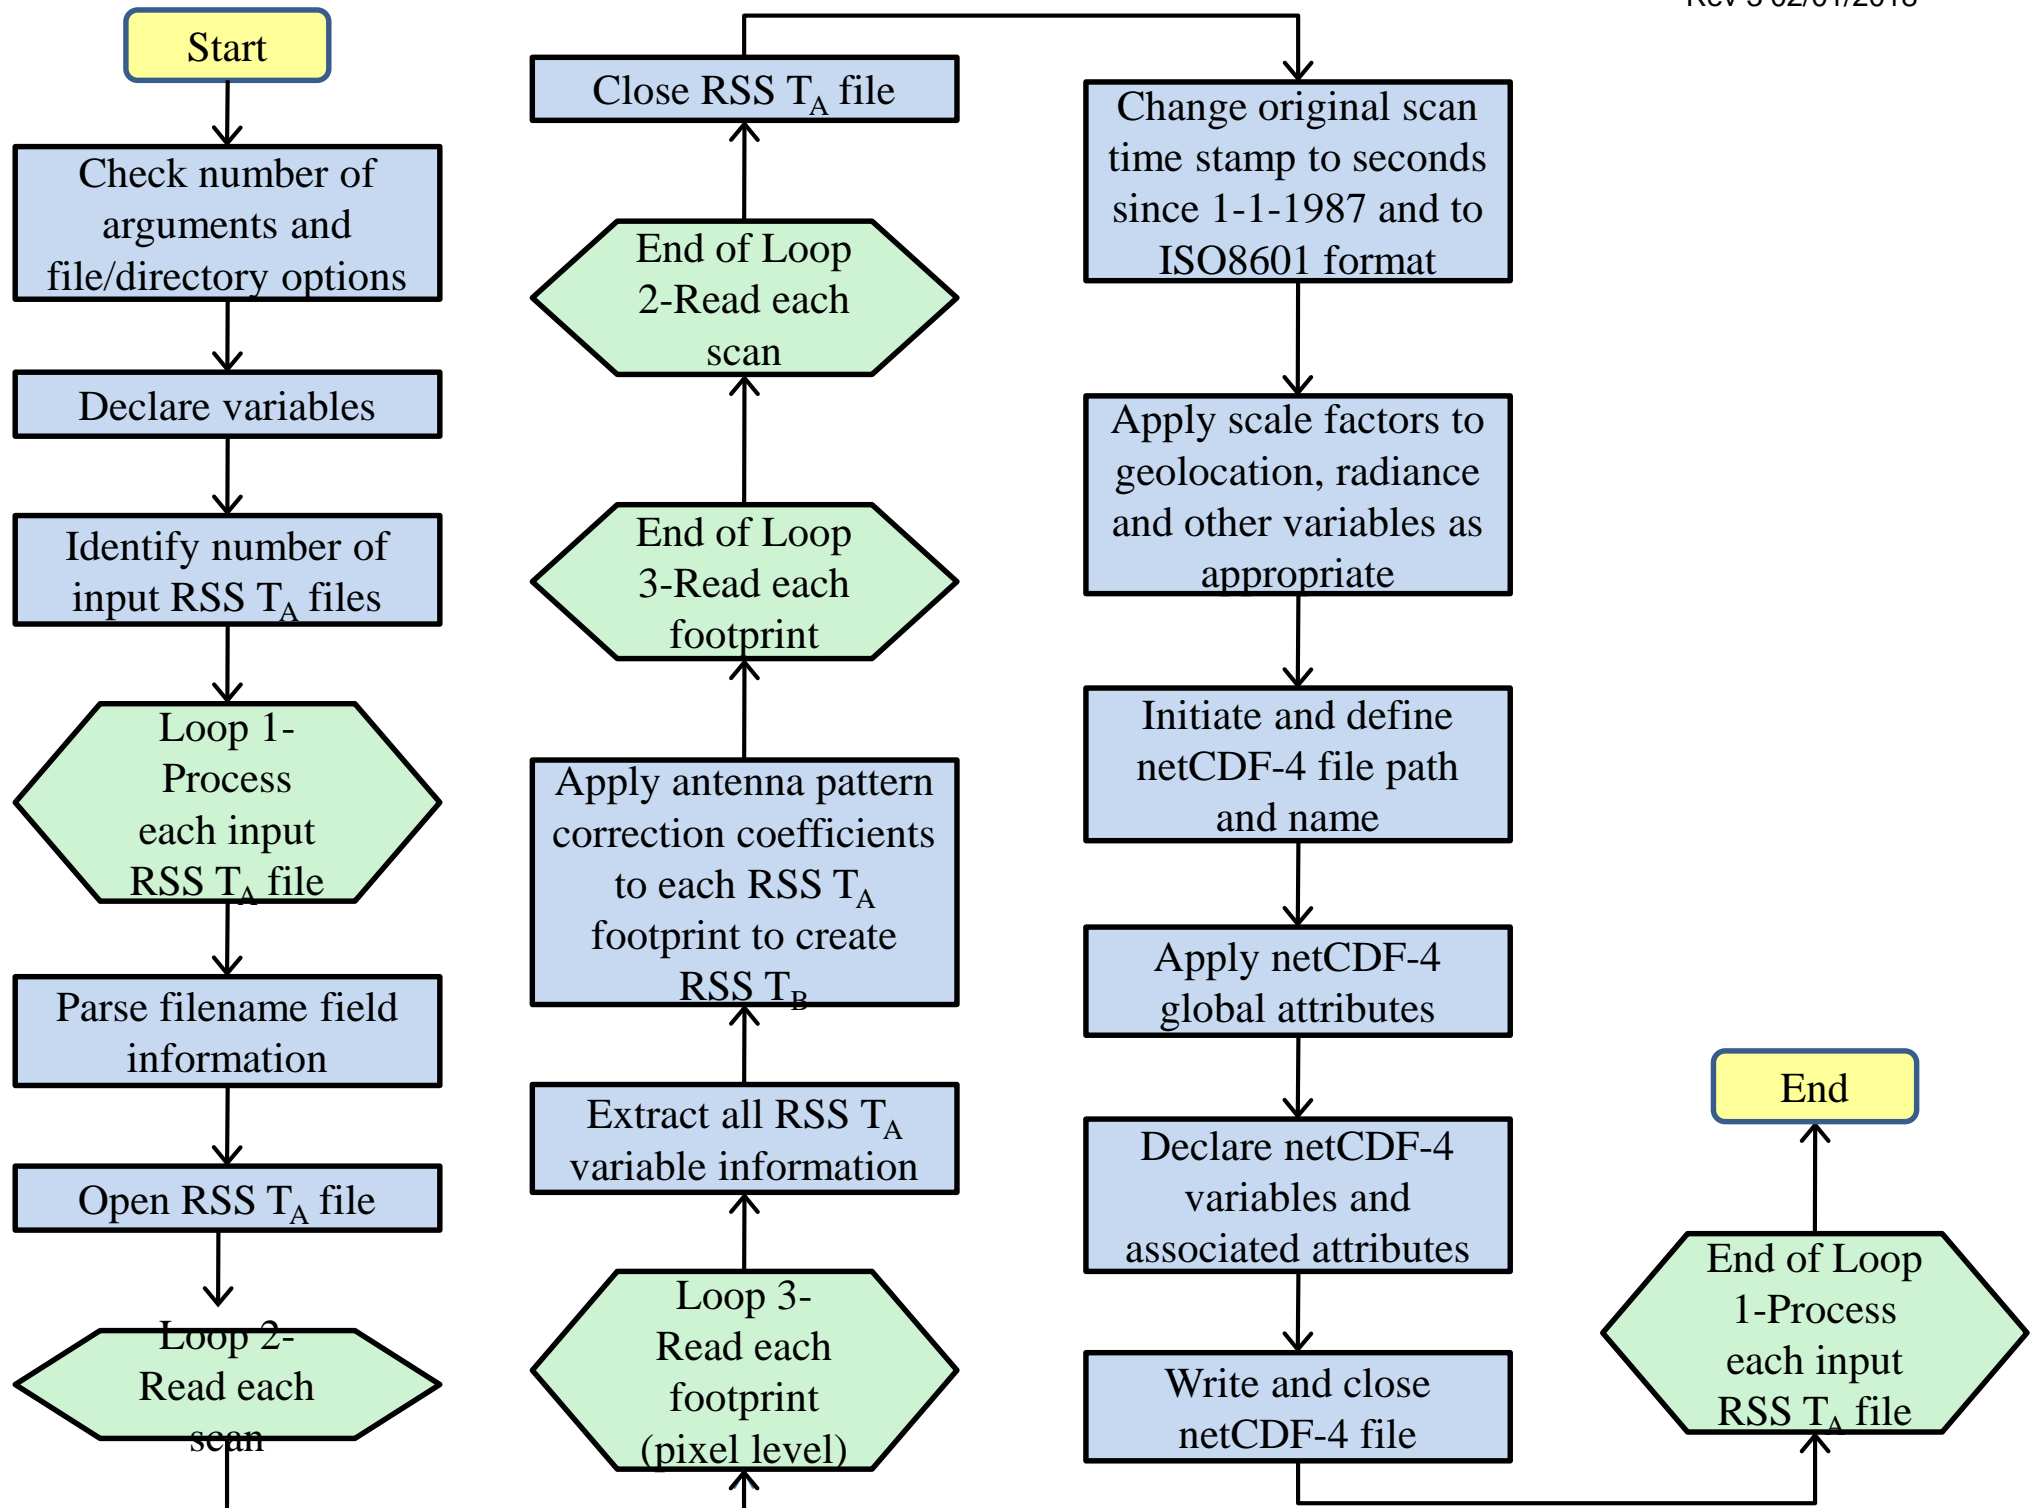 Rev 3 02/01/2018
Start
Check number of
arguments and
file/directory options
Declare variables
Identify number of
input RSS TA files
Loop 1-
Process
each input
RSS TA file
Parse filename field
information
Open RSS TA file
Loop 2-
Read each
scan
Close RSS TA file
End of Loop
2-Read each
scan
End of Loop
3-Read each
footprint
Apply antenna pattern
correction coefficients
to each RSS TA
footprint to create
RSS TB
Extract all RSS TA
variable information
Loop 3-
Read each
footprint
(pixel level)
Change original scan
time stamp to seconds
since 1-1-1987 and to
ISO8601 format
Apply scale factors to
geolocation, radiance
and other variables as
appropriate
Initiate and define
netCDF-4 file path
and name
Apply netCDF-4
global attributes
Declare netCDF-4
variables and
associated attributes
Write and close
netCDF-4 file
End
End of Loop
1-Process
each input
RSS TA file